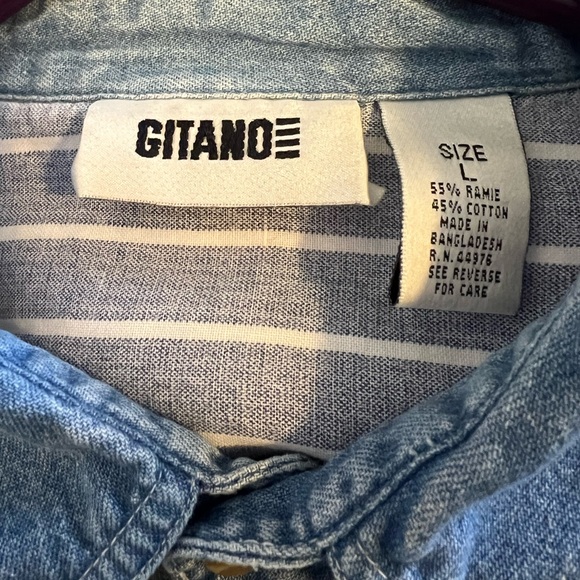 GITANO
SIZE
L
55% RAMIE
45% COTTON
MADE IN
BANGLADESH
R.N. 44976
SEE REVERSE
FOR CARE